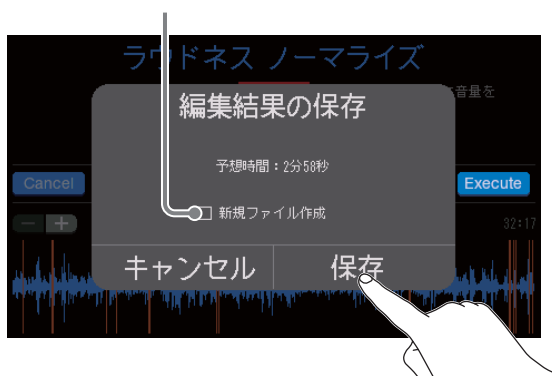 ラウドネス ノーマライズ
音量を
編集結果の保存
予想時間：2分58秒
Cancel
Execute
新規ファイル作成
− +
32:17
キャンセル
保存